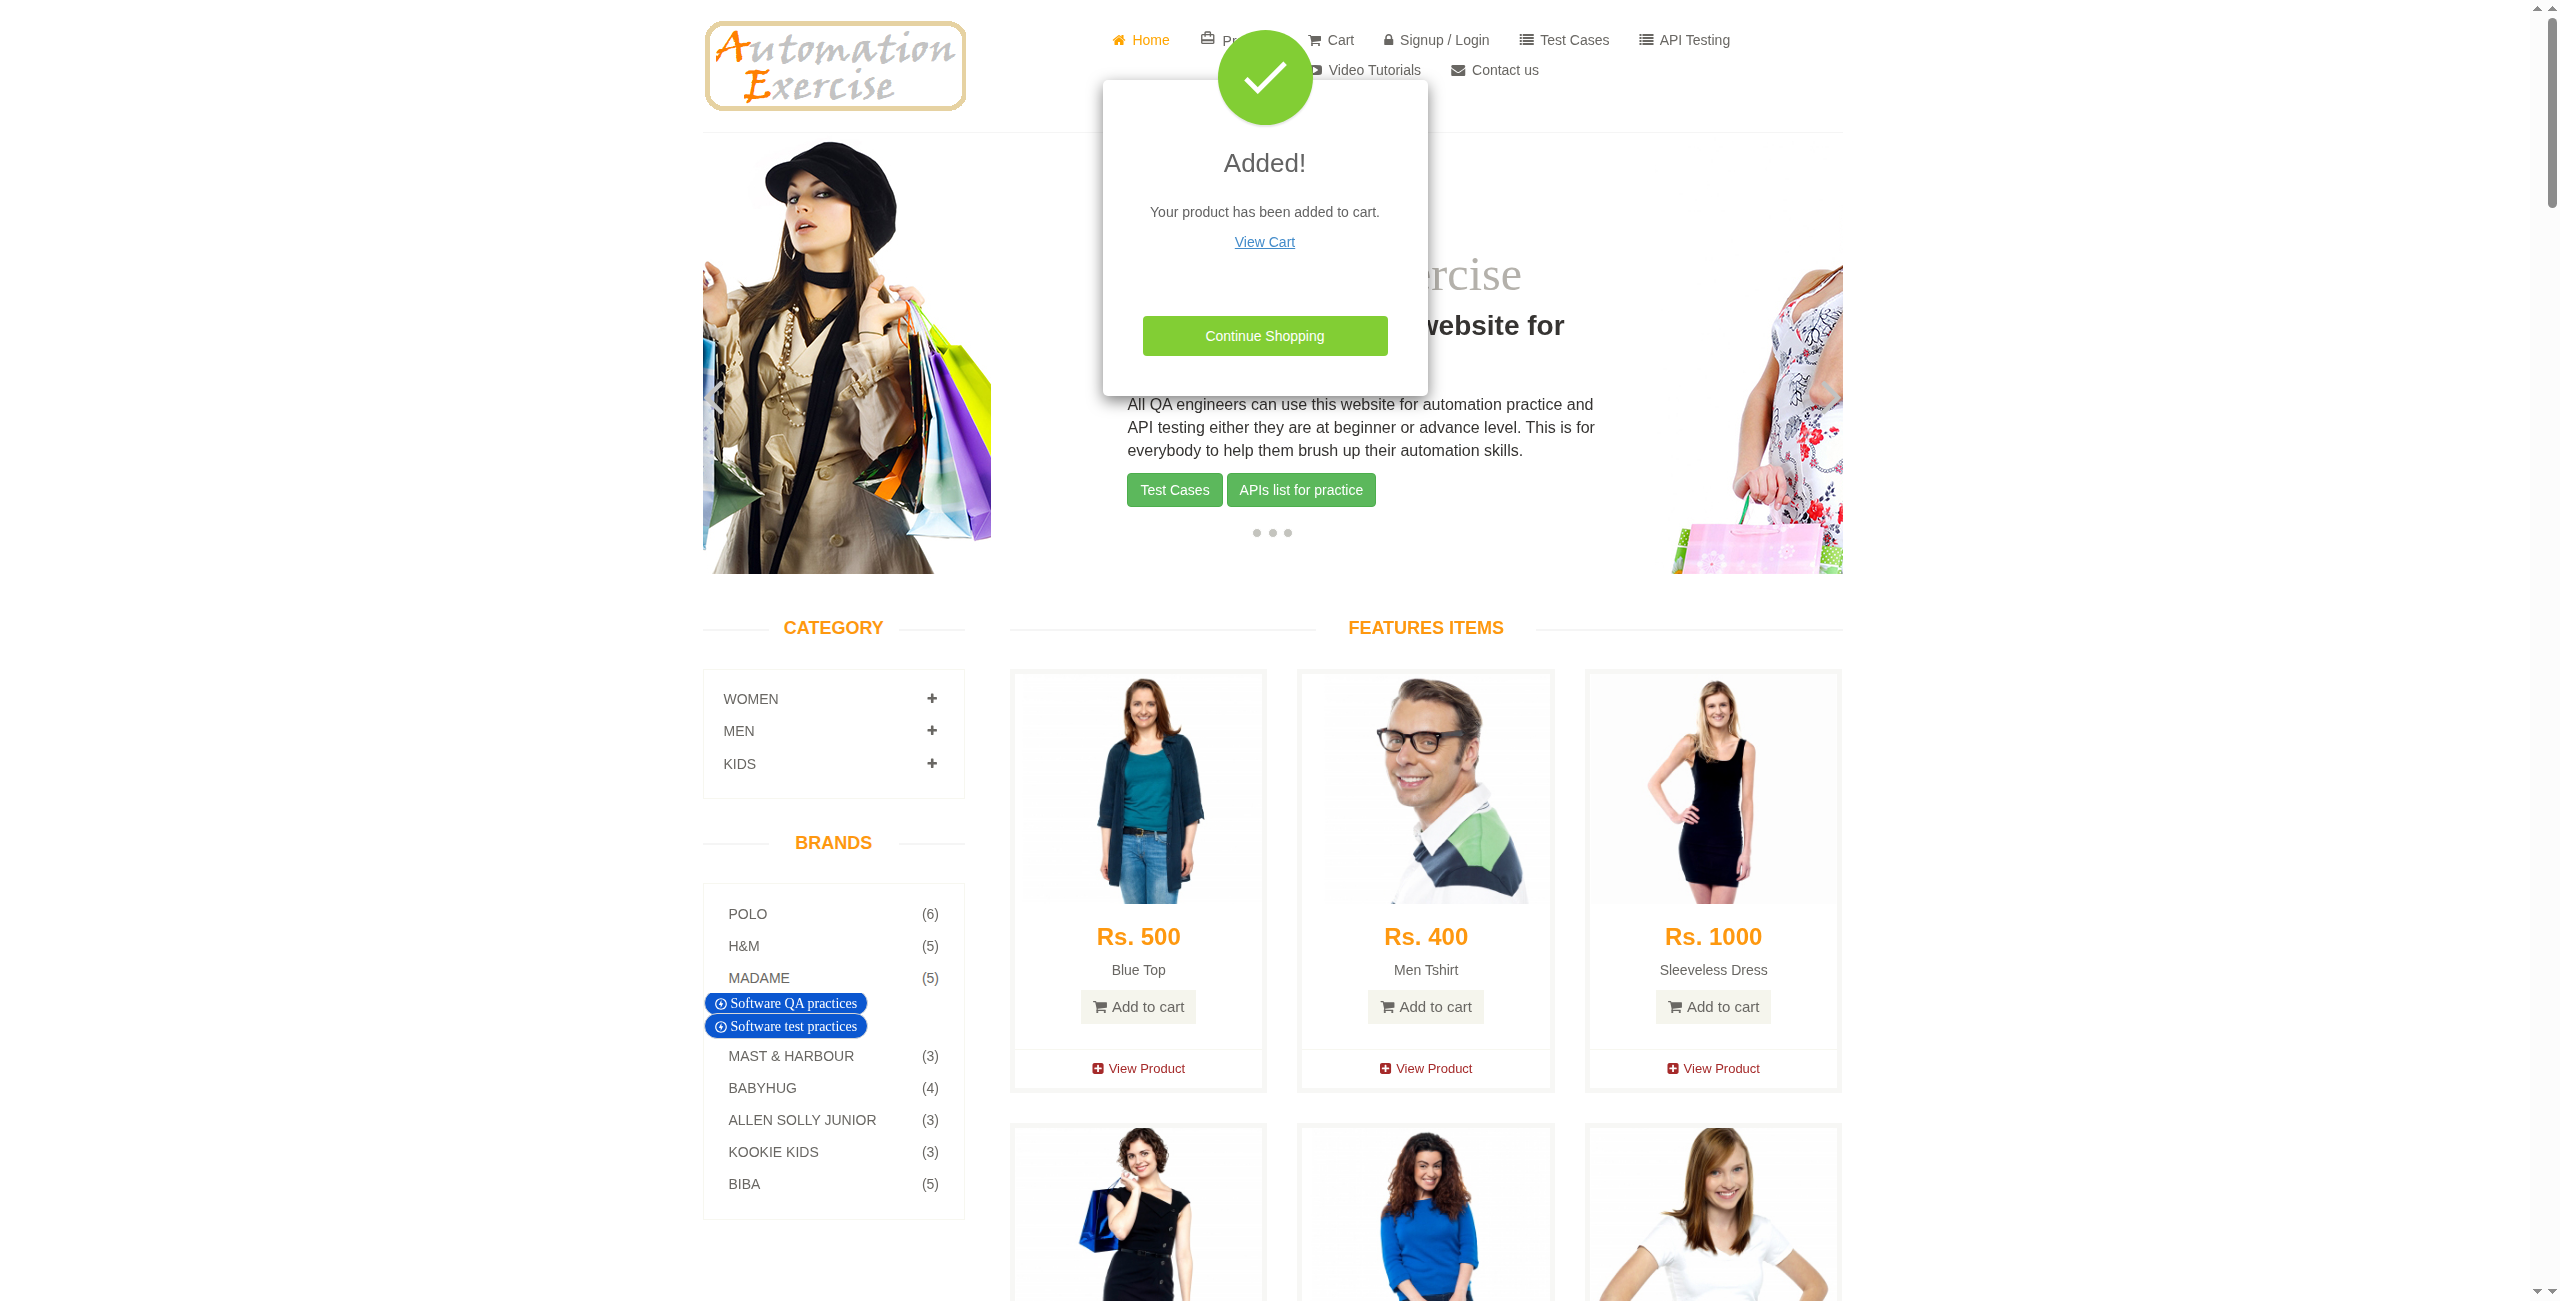 Automation
Exercise
Home
Cart
Signup / Login
Test Cases
API Testing
Video Tutorials
Contact us
Added!
Your product has been added to cart.
View Cart
Continue Shopping
website for
All QA engineers can use this website for automation practice and
API testing either they are at beginner or advance level. This is for
everybody to help them brush up their automation skills.
Test Cases
APIs list for practice
CATEGORY
WOMEN
MEN
KIDS
BRANDS
POLO (6)
H&M (5)
MADAME (5)
Software QA practices
Software test practices
MAST & HARBOUR (3)
BABYHUG (4)
ALLEN SOLLY JUNIOR (3)
KOOKIE KIDS (3)
BIBA (5)
FEATURES ITEMS
Rs. 500
Blue Top
Add to cart
View Product
Rs. 400
Men Tshirt
Add to cart
View Product
Rs. 1000
Sleeveless Dress
Add to cart
View Product